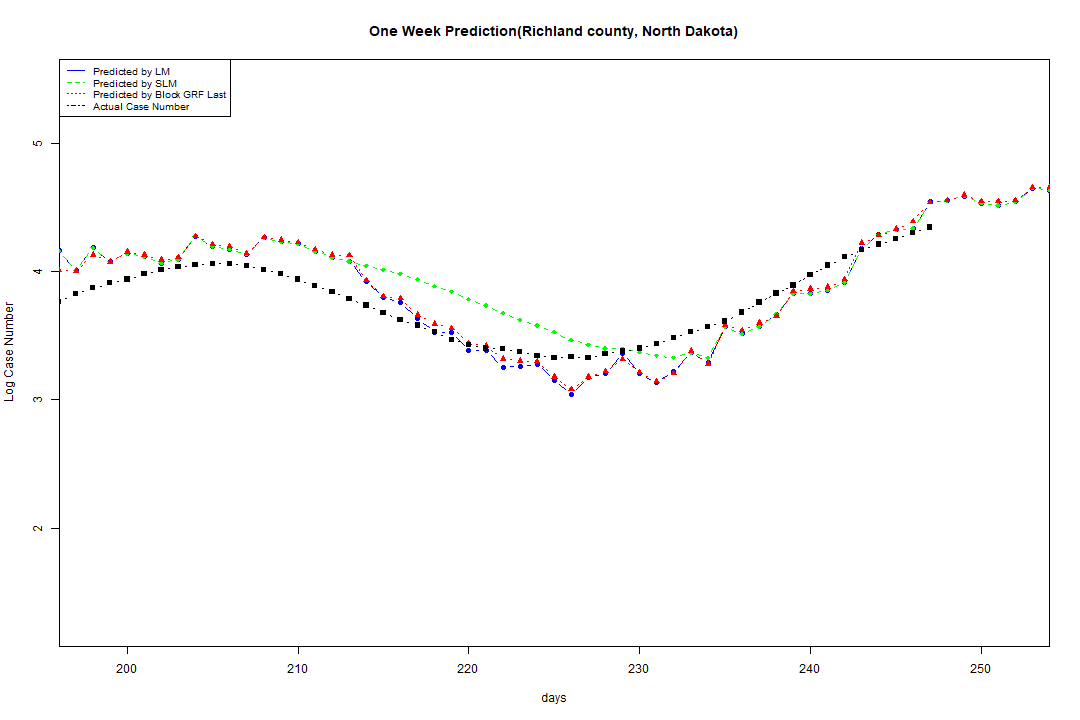 One Week Prediction(Richland county, North Dakota)
Predicted by LM
Predicted by SLM
Predicted by Block GRF Last
Actual Case Number
5
4
3
2
Log Case Number
200 210 220 230 240 250
days